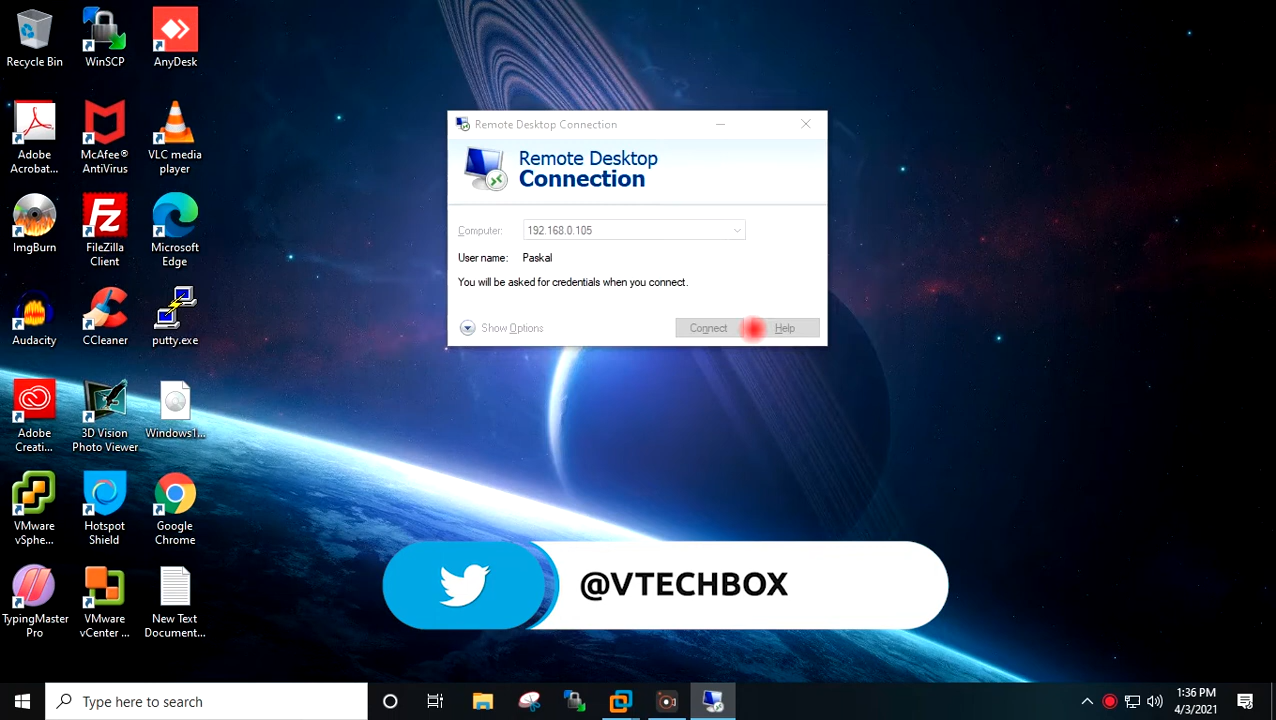 Recycle Bin
WinSCP
AnyDesk
Adobe
Acrobat...
McAfee®
AntiVirus
VLC media
player
ImgBurn
FileZilla
Client
Microsoft
Edge
Audacity
CCleaner
putty.exe
Adobe
Creati...
3D Vision
Photo Viewer
Windows1...
VMware
vSphe...
Hotspot
Shield
Google
Chrome
TypingMaster
Pro
VMware
vCenter ...
New Text
Document...
Remote Desktop Connection
Remote Desktop
Connection
Computer: 192.168.0.105
User name: Paskal
You will be asked for credentials when you connect.
Show Options
Connect
Help
@VTECHBOX
Type here to search
1:36 PM
4/3/2021